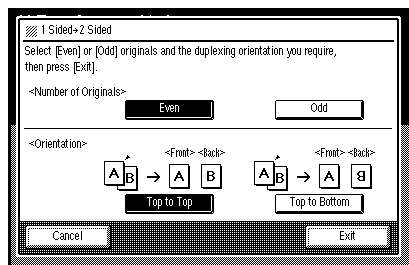 1 Sided→2 Sided
Select [Even] or [Odd] originals and the duplexing orientation you require,
then press [Exit].
<Number of Originals>
Even Odd
<Orientation>
<Front> <Back> <Front> <Back>
A B → A B A B → A B
Top to Top Top to Bottom
Cancel Exit